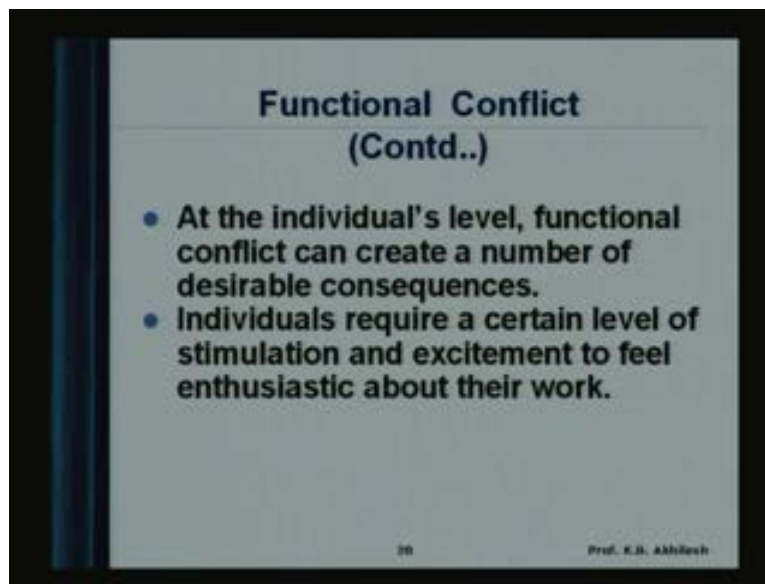 Functional Conflict
(Contd..)
• At the individual's level, functional
conflict can create a number of
desirable consequences.
• Individuals require a certain level of
stimulation and excitement to feel
enthusiastic about their work.
Prof. K.B. Akhilesh